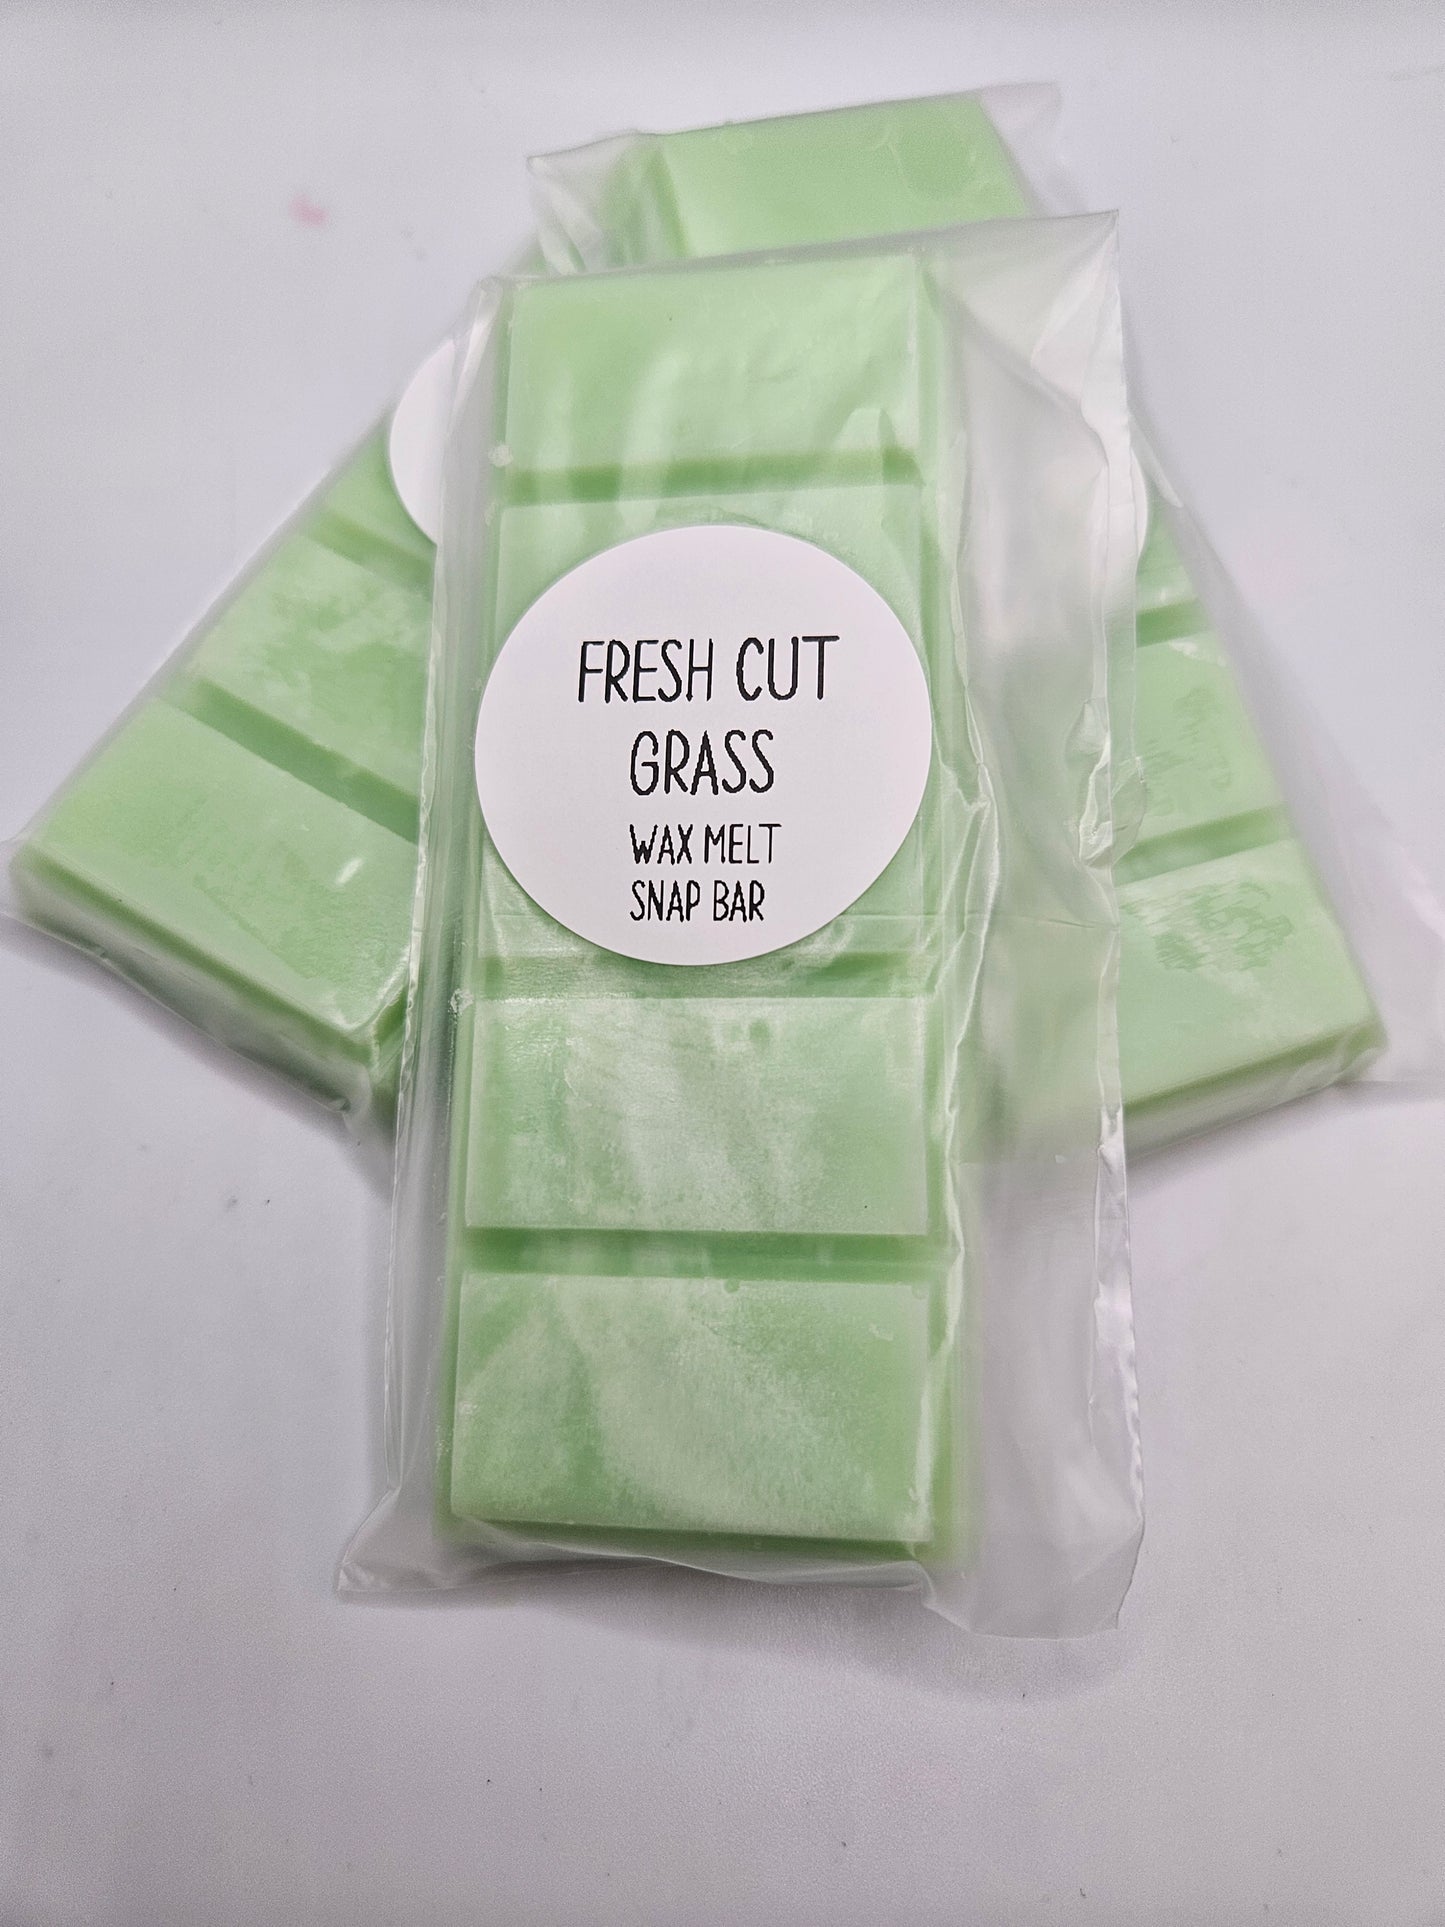 FRESH CUT
GRASS
WAX MELT
SNAP BAR